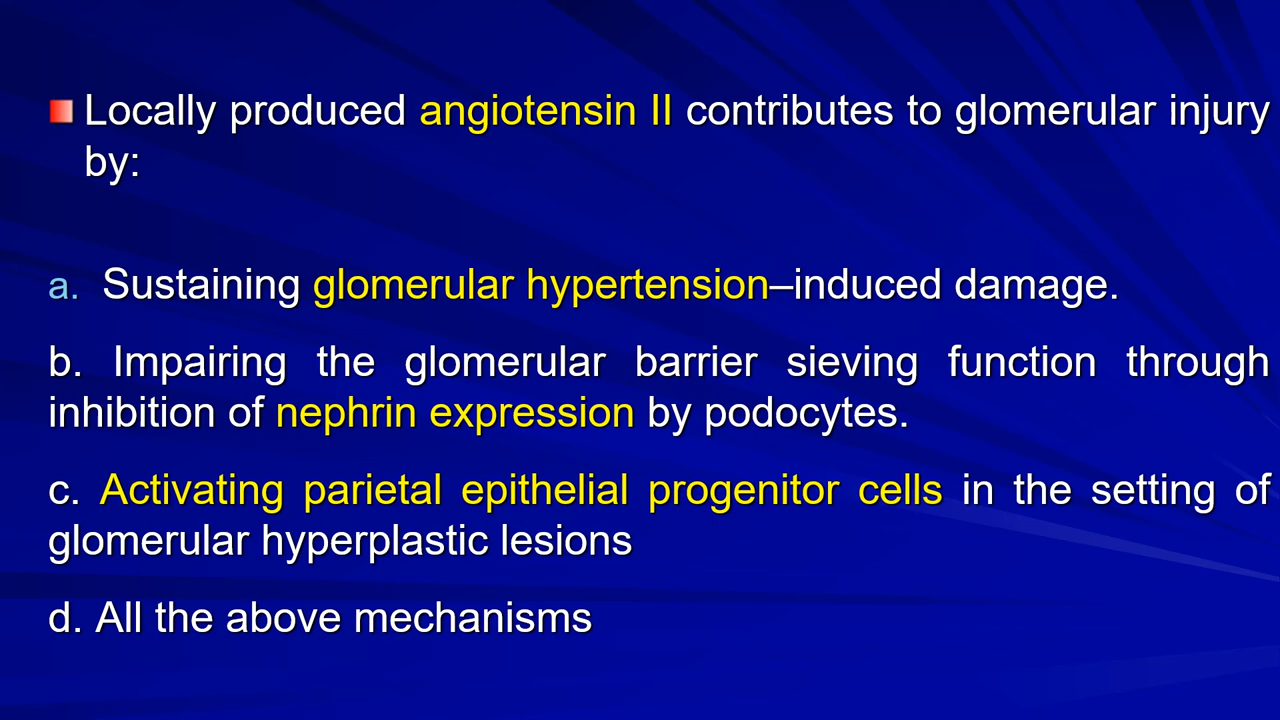 Locally produced angiotensin II contributes to glomerular injury
by:
a. Sustaining glomerular hypertension–induced damage.
b. Impairing the glomerular barrier sieving function through
inhibition of nephrin expression by podocytes.
c. Activating parietal epithelial progenitor cells in the setting of
glomerular hyperplastic lesions
d. All the above mechanisms